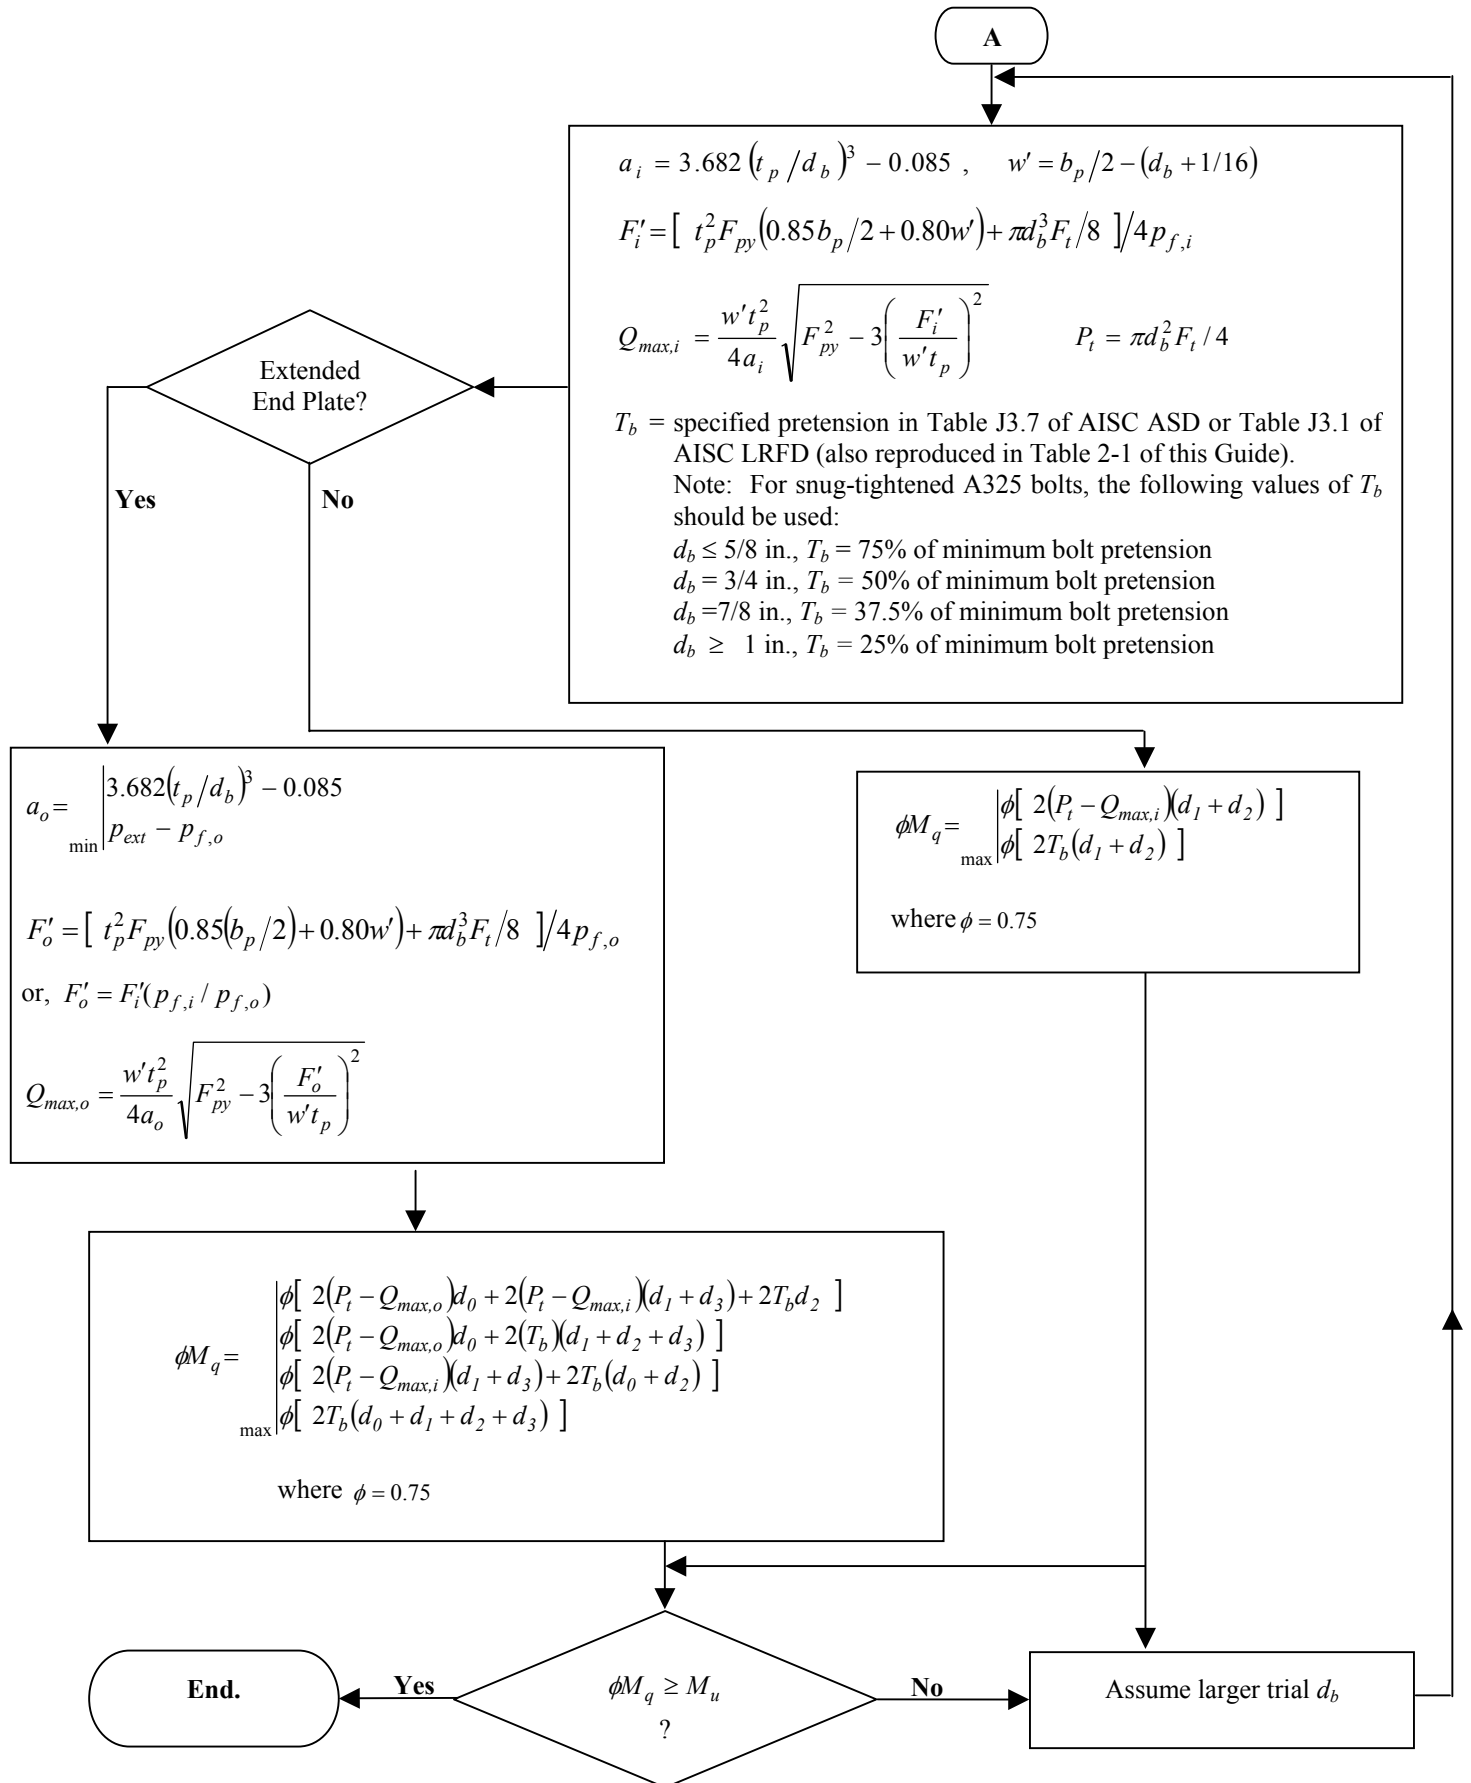 A
a_i = 3.682 (t_p/d_b)^3 − 0.085 , w′ = b_p/2 − (d_b + 1/16)
F′_i = [ t_p^2 F_py (0.85 b_p/2 + 0.80w′) + πd_b^3 F_t/8 ]/4p_f,i
Q_max,i = w′t_p^2/4a_i √(F_py^2 − 3(F′_i/w′t_p)^2) P_t = πd_b^2 F_t / 4
T_b = specified pretension in Table J3.7 of AISC ASD or Table J3.1 of
AISC LRFD (also reproduced in Table 2-1 of this Guide).
Note: For snug-tightened A325 bolts, the following values of T_b
should be used:
d_b ≤ 5/8 in., T_b = 75% of minimum bolt pretension
d_b = 3/4 in., T_b = 50% of minimum bolt pretension
d_b =7/8 in., T_b = 37.5% of minimum bolt pretension
d_b ≥ 1 in., T_b = 25% of minimum bolt pretension
Extended
End Plate?
Yes
No
a_o = min | 3.682(t_p/d_b)^3 − 0.085
p_ext − p_f,o
F′_o = [ t_p^2 F_py (0.85(b_p/2) + 0.80w′) + πd_b^3 F_t/8 ]/4p_f,o
or, F′_o = F′_i(p_f,i / p_f,o)
Q_max,o = w′t_p^2/4a_o √(F_py^2 − 3(F′_o/w′t_p)^2)
ϕM_q = max | ϕ[ 2(P_t − Q_max,i)(d_1 + d_2) ]
ϕ[ 2T_b(d_1 + d_2) ]
where ϕ = 0.75
ϕM_q = max | ϕ[ 2(P_t − Q_max,o)d_0 + 2(P_t − Q_max,i)(d_1 + d_3) + 2T_b d_2 ]
ϕ[ 2(P_t − Q_max,o)d_0 + 2(T_b)(d_1 + d_2 + d_3) ]
ϕ[ 2(P_t − Q_max,i)(d_1 + d_3) + 2T_b(d_0 + d_2) ]
ϕ[ 2T_b(d_0 + d_1 + d_2 + d_3) ]
where ϕ = 0.75
End.
Yes
ϕM_q ≥ M_u
?
No
Assume larger trial d_b